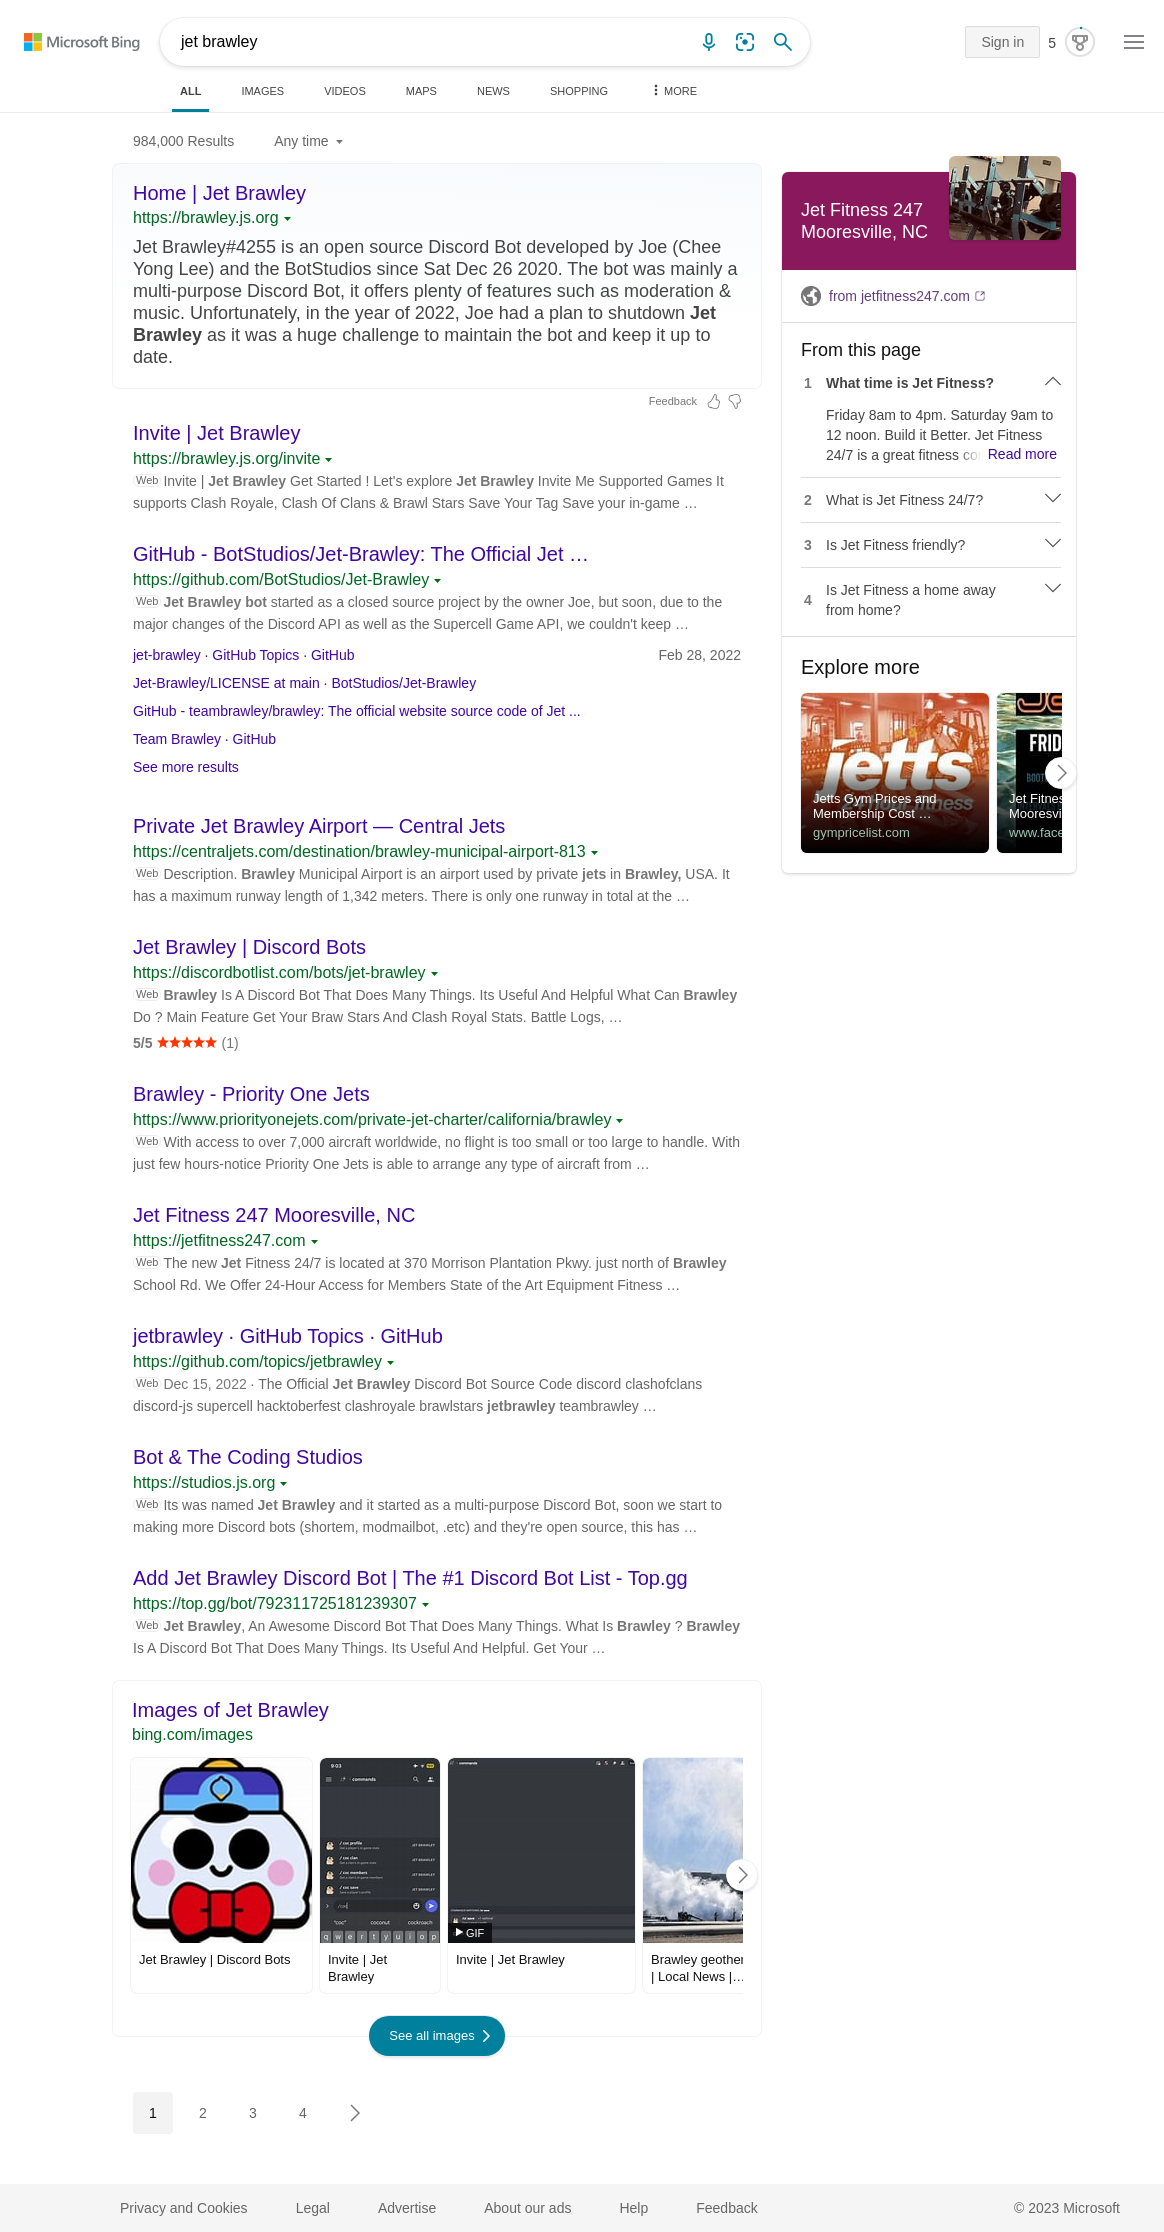 Microsoft Bing
jet brawley
Sign in
5
ALL
IMAGES
VIDEOS
MAPS
NEWS
SHOPPING
MORE
984,000 Results
Any time
Home | Jet Brawley
https://brawley.js.org
Jet Brawley#4255 is an open source Discord Bot developed by Joe (Chee
Yong Lee) and the BotStudios since Sat Dec 26 2020. The bot was mainly a
multi-purpose Discord Bot, it offers plenty of features such as moderation &
music. Unfortunately, in the year of 2022, Joe had a plan to shutdown Jet
Brawley as it was a huge challenge to maintain the bot and keep it up to
date.
Feedback
Invite | Jet Brawley
https://brawley.js.org/invite
Web Invite | Jet Brawley Get Started ! Let's explore Jet Brawley Invite Me Supported Games It
supports Clash Royale, Clash Of Clans & Brawl Stars Save Your Tag Save your in-game …
GitHub - BotStudios/Jet-Brawley: The Official Jet …
https://github.com/BotStudios/Jet-Brawley
Web Jet Brawley bot started as a closed source project by the owner Joe, but soon, due to the
major changes of the Discord API as well as the Supercell Game API, we couldn't keep …
jet-brawley · GitHub Topics · GitHub
Feb 28, 2022
Jet-Brawley/LICENSE at main · BotStudios/Jet-Brawley
GitHub - teambrawley/brawley: The official website source code of Jet ...
Team Brawley · GitHub
See more results
Private Jet Brawley Airport — Central Jets
https://centraljets.com/destination/brawley-municipal-airport-813
Web Description. Brawley Municipal Airport is an airport used by private jets in Brawley, USA. It
has a maximum runway length of 1,342 meters. There is only one runway in total at the …
Jet Brawley | Discord Bots
https://discordbotlist.com/bots/jet-brawley
Web Brawley Is A Discord Bot That Does Many Things. Its Useful And Helpful What Can Brawley
Do ? Main Feature Get Your Braw Stars And Clash Royal Stats. Battle Logs, …
5/5 ★★★★★ (1)
Brawley - Priority One Jets
https://www.priorityonejets.com/private-jet-charter/california/brawley
Web With access to over 7,000 aircraft worldwide, no flight is too small or too large to handle. With
just few hours-notice Priority One Jets is able to arrange any type of aircraft from …
Jet Fitness 247 Mooresville, NC
https://jetfitness247.com
Web The new Jet Fitness 24/7 is located at 370 Morrison Plantation Pkwy. just north of Brawley
School Rd. We Offer 24-Hour Access for Members State of the Art Equipment Fitness …
jetbrawley · GitHub Topics · GitHub
https://github.com/topics/jetbrawley
Web Dec 15, 2022 · The Official Jet Brawley Discord Bot Source Code discord clashofclans
discord-js supercell hacktoberfest clashroyale brawlstars jetbrawley teambrawley …
Bot & The Coding Studios
https://studios.js.org
Web Its was named Jet Brawley and it started as a multi-purpose Discord Bot, soon we start to
making more Discord bots (shortem, modmailbot, .etc) and they're open source, this has …
Add Jet Brawley Discord Bot | The #1 Discord Bot List - Top.gg
https://top.gg/bot/792311725181239307
Web Jet Brawley, An Awesome Discord Bot That Does Many Things. What Is Brawley ? Brawley
Is A Discord Bot That Does Many Things. Its Useful And Helpful. Get Your …
Images of Jet Brawley
bing.com/images
9:03
commands
/ coc profile
JET BRAWLEY
/ coc clan
JET BRAWLEY
/ coc members
JET BRAWLEY
/ coc save
JET BRAWLEY
/coc
"coc" coconut cockroach
q w e r t y u i o p
commands
GIF
Jet Brawley | Discord Bots
Invite | Jet
Brawley
Invite | Jet Brawley
Brawley geother
| Local News |…
See all images
1
2
3
4
Jet Fitness 247
Mooresville, NC
from jetfitness247.com
From this page
1 What time is Jet Fitness?
Friday 8am to 4pm. Saturday 9am to
12 noon. Build it Better. Jet Fitness
24/7 is a great fitness co Read more
2 What is Jet Fitness 24/7?
3 Is Jet Fitness friendly?
4 Is Jet Fitness a home away
from home?
Explore more
jetts
24 hour fitness
Jetts Gym Prices and
Membership Cost …
gympricelist.com
FRID
BOOT
Jet Fitnes
Mooresvi
www.face
Privacy and Cookies
Legal
Advertise
About our ads
Help
Feedback
© 2023 Microsoft